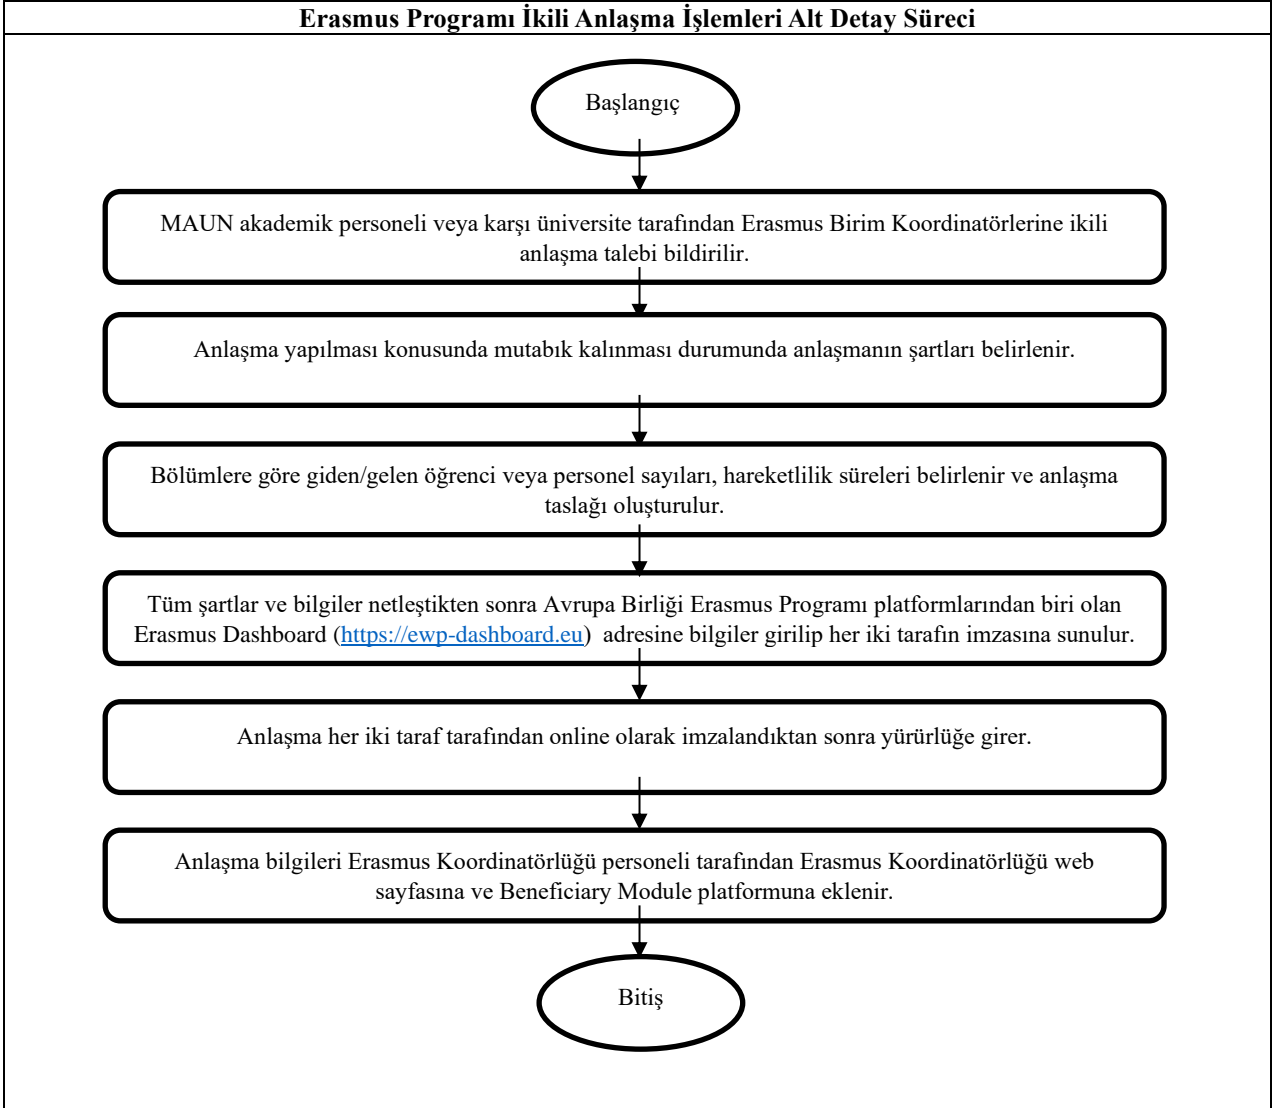 Erasmus Programı İkili Anlaşma İşlemleri Alt Detay Süreci
Başlangıç
MAUN akademik personeli veya karşı üniversite tarafından Erasmus Birim Koordinatörlerine ikili
anlaşma talebi bildirilir.
Anlaşma yapılması konusunda mutabık kalınması durumunda anlaşmanın şartları belirlenir.
Bölümlere göre giden/gelen öğrenci veya personel sayıları, hareketlilik süreleri belirlenir ve anlaşma
taslağı oluşturulur.
Tüm şartlar ve bilgiler netleştikten sonra Avrupa Birliği Erasmus Programı platformlarından biri olan
Erasmus Dashboard (https://ewp-dashboard.eu) adresine bilgiler girilip her iki tarafın imzasına sunulur.
Anlaşma her iki taraf tarafından online olarak imzalandıktan sonra yürürlüğe girer.
Anlaşma bilgileri Erasmus Koordinatörlüğü personeli tarafından Erasmus Koordinatörlüğü web
sayfasına ve Beneficiary Module platformuna eklenir.
Bitiş